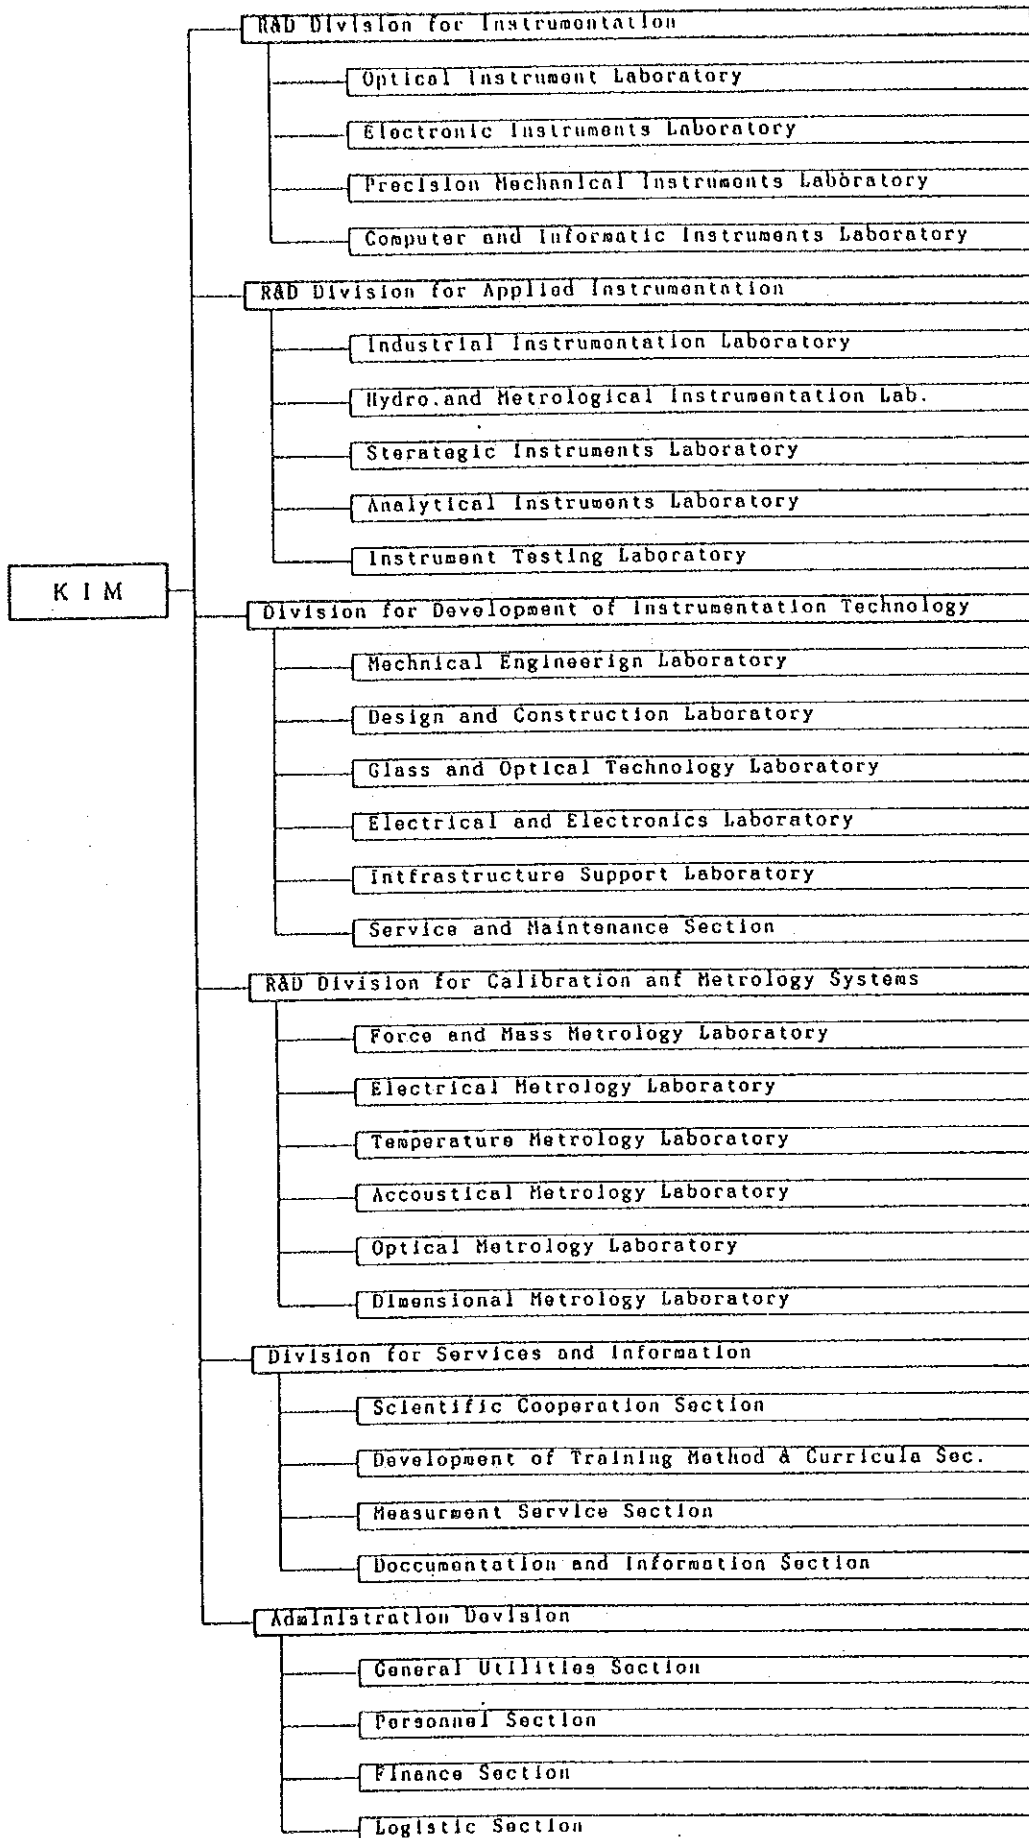 R&D Division for Instrumentation
Optical Instrument Laboratory
Electronic Instruments Laboratory
Precision Mechanical Instruments Laboratory
Computer and Informatic Instruments Laboratory
R&D Division for Applied Instrumentation
Industrial Instrumentation Laboratory
Hydro.and Metrological Instrumentation Lab.
Sterategic Instruments Laboratory
Analytical Instruments Laboratory
Instrument Testing Laboratory
K I M
Division for Development of Instrumentation Technology
Mechnical Engineerign Laboratory
Design and Construction Laboratory
Glass and Optical Technology Laboratory
Electrical and Electronics Laboratory
Intfrastructure Support Laboratory
Service and Maintenance Section
R&D Division for Calibration anf Metrology Systems
Force and Mass Metrology Laboratory
Electrical Metrology Laboratory
Temperature Metrology Laboratory
Accoustical Metrology Laboratory
Optical Metrology Laboratory
Dimensional Metrology Laboratory
Division for Services and Information
Scientific Cooperation Section
Development of Training Method & Curricula Sec.
Measurment Service Section
Doccumentation and Information Section
Administration Devision
General Utilities Section
Personnel Section
Finance Section
Logistic Section